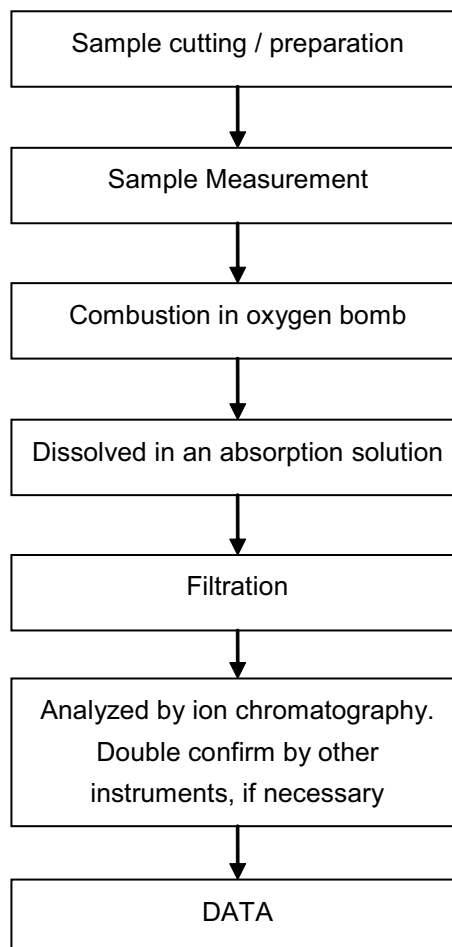 Sample cutting / preparation
Sample Measurement
Combustion in oxygen bomb
Dissolved in an absorption solution
Filtration
Analyzed by ion chromatography.
Double confirm by other
instruments, if necessary
DATA